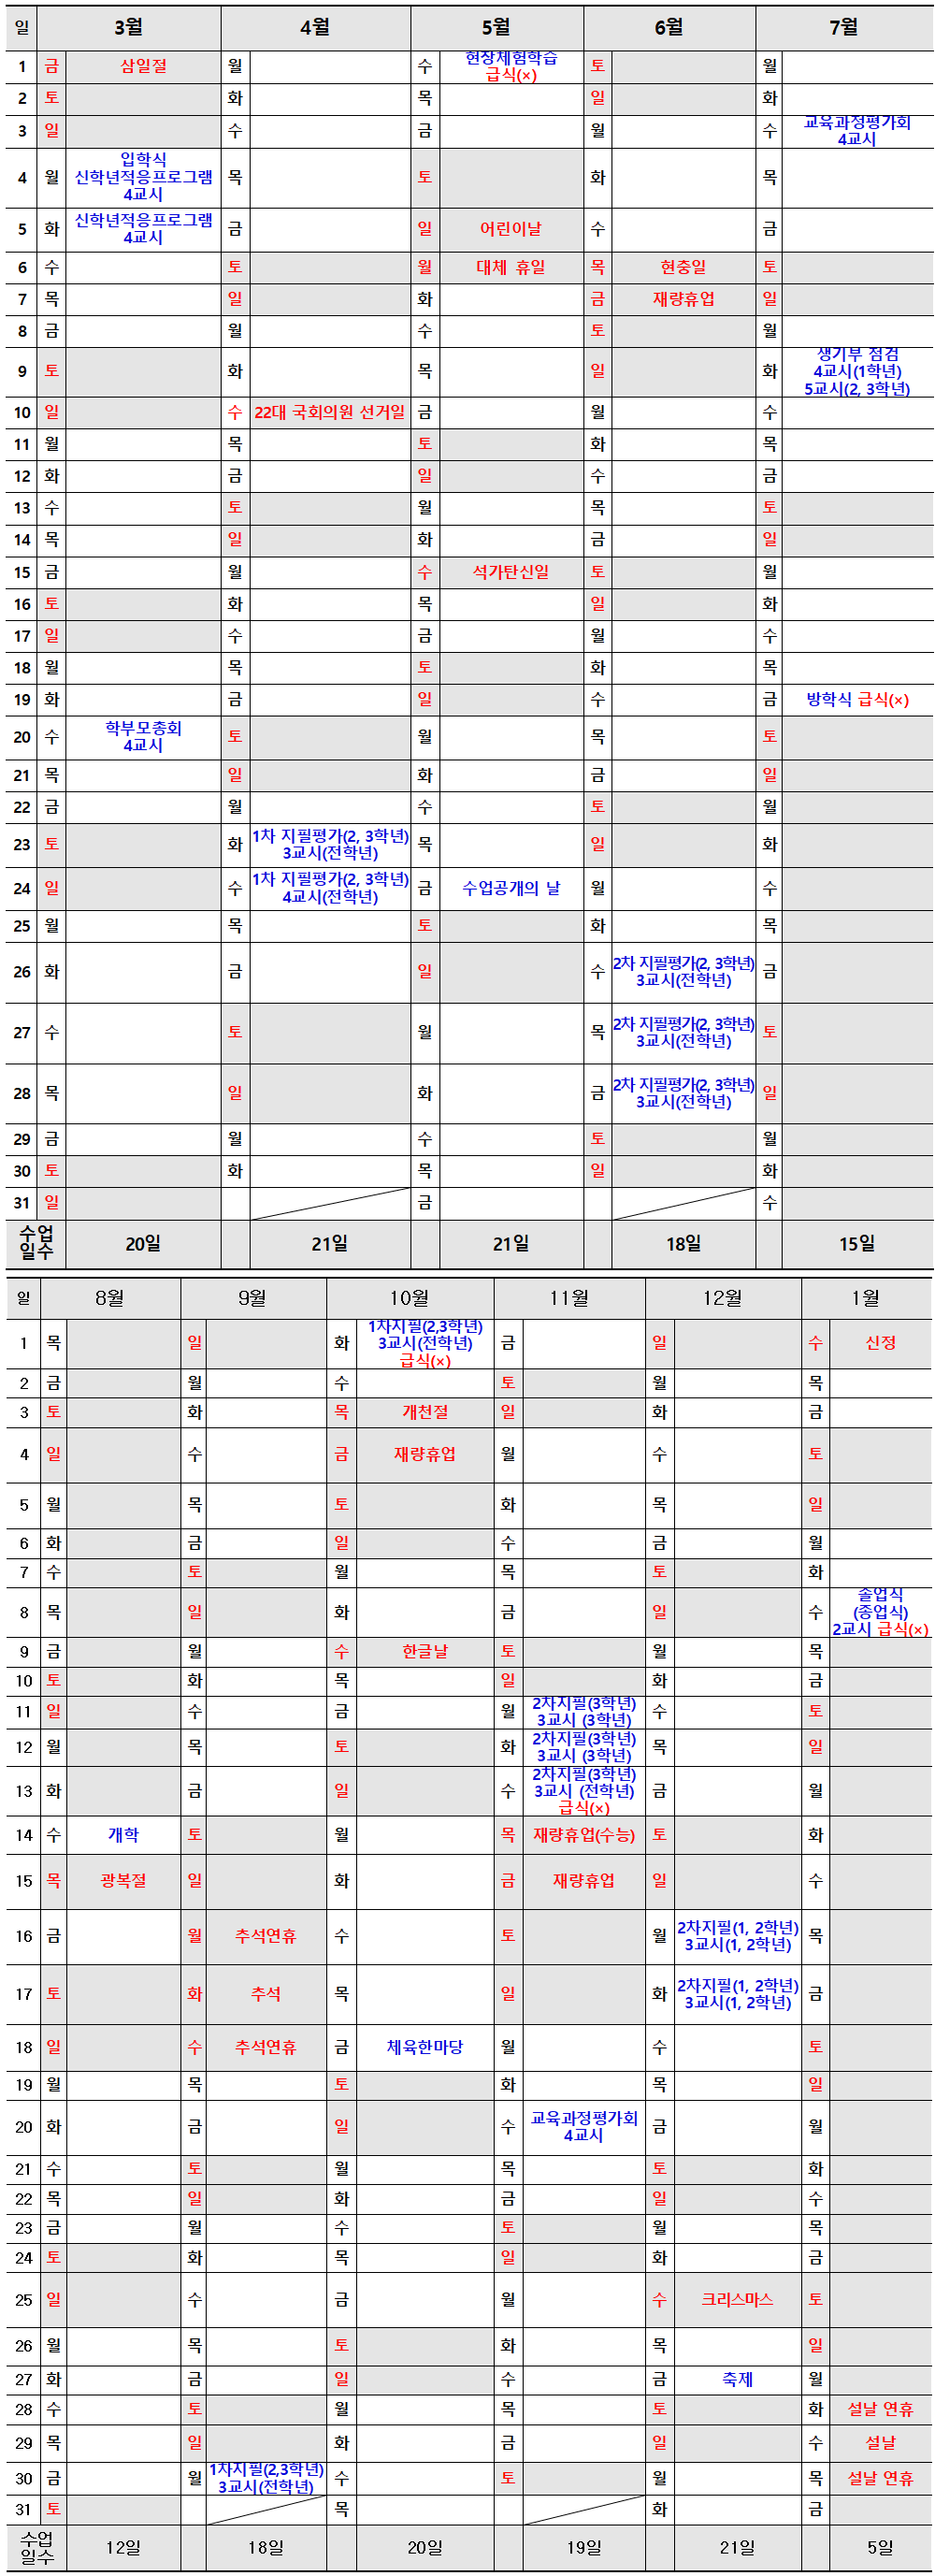 일 3월 4월 5월 6월 7월
1 금 삼일절 월 수 현장체험학습 토 월
급식(×)
2 토 화 목 일 화
3 일 수 금 월 수 교육과정평가회
4교시
4 월 입학식 목 토 화 목
신학년적응프로그램
4교시
5 화 신학년적응프로그램 금 일 어린이날 수 금
4교시
6 수 토 월 대체 휴일 목 현충일 토
7 목 일 화 금 재량휴업 일
8 금 월 수 토 월
9 토 화 목 일 화 생기부 점검
4교시(1학년)
5교시(2, 3학년)
10 일 수 22대 국회의원 선거일 금 월 수
11 월 목 토 화 목
12 화 금 일 수 금
13 수 토 월 목 토
14 목 일 화 금 일
15 금 월 수 석가탄신일 토 월
16 토 화 목 일 화
17 일 수 금 월 수
18 월 목 토 화 목
19 화 금 일 수 금 방학식 급식(×)
20 수 학부모총회 토 월 목 토
4교시
21 목 일 화 금 일
22 금 월 수 토 월
23 토 화 1차 지필평가(2, 3학년) 목 일 화
3교시(전학년)
24 일 수 1차 지필평가(2, 3학년) 금 수업공개의 날 월 수
4교시(전학년)
25 월 목 토 화 목
26 화 금 일 수 2차 지필평가(2, 3학년) 금
3교시(전학년)
27 수 토 월 목 2차 지필평가(2, 3학년) 토
3교시(전학년)
28 목 일 화 금 2차 지필평가(2, 3학년) 일
3교시(전학년)
29 금 월 수 토 월
30 토 화 목 일 화
31 일 금 수
수업
일수 20일 21일 21일 18일 15일
일 8월 9월 10월 11월 12월 1월
1 목 일 화 1차지필(2,3학년) 금 일 수 신정
3교시(전학년)
급식(×)
2 금 월 수 토 월 목
3 토 화 목 개천절 일 화 금
4 일 수 금 재량휴업 월 수 토
5 월 목 토 화 목 일
6 화 금 일 수 금 월
7 수 토 월 목 토 화
8 목 일 화 금 일 수 졸업식
(종업식)
2교시 급식(×)
9 금 월 수 한글날 토 월 목
10 토 화 목 일 화 금
11 일 수 금 월 2차지필(3학년) 수 토
3교시 (3학년)
12 월 목 토 화 2차지필(3학년) 목 일
3교시 (3학년)
13 화 금 일 수 2차지필(3학년) 금 월
3교시 (전학년)
급식(×)
14 수 개학 토 월 목 재량휴업(수능) 토 화
15 목 광복절 일 화 금 재량휴업 일 수
16 금 월 추석연휴 수 토 월 2차지필(1, 2학년) 목
3교시(1, 2학년)
17 토 화 추석 목 일 화 2차지필(1, 2학년) 금
3교시(1, 2학년)
18 일 수 추석연휴 금 체육한마당 월 수 토
19 월 목 토 화 목 일
20 화 금 일 수 교육과정평가회 금 월
4교시
21 수 토 월 목 토 화
22 목 일 화 금 일 수
23 금 월 수 토 월 목
24 토 화 목 일 화 금
25 일 수 금 월 수 크리스마스 토
26 월 목 토 화 목 일
27 화 금 일 수 금 축제 월
28 수 토 월 목 토 화 설날 연휴
29 목 일 화 금 일 수 설날
30 금 월 1차지필(2,3학년) 수 토 월 목 설날 연휴
3교시(전학년)
31 토 목 화 금
수업
일수 12일 18일 20일 19일 21일 5일